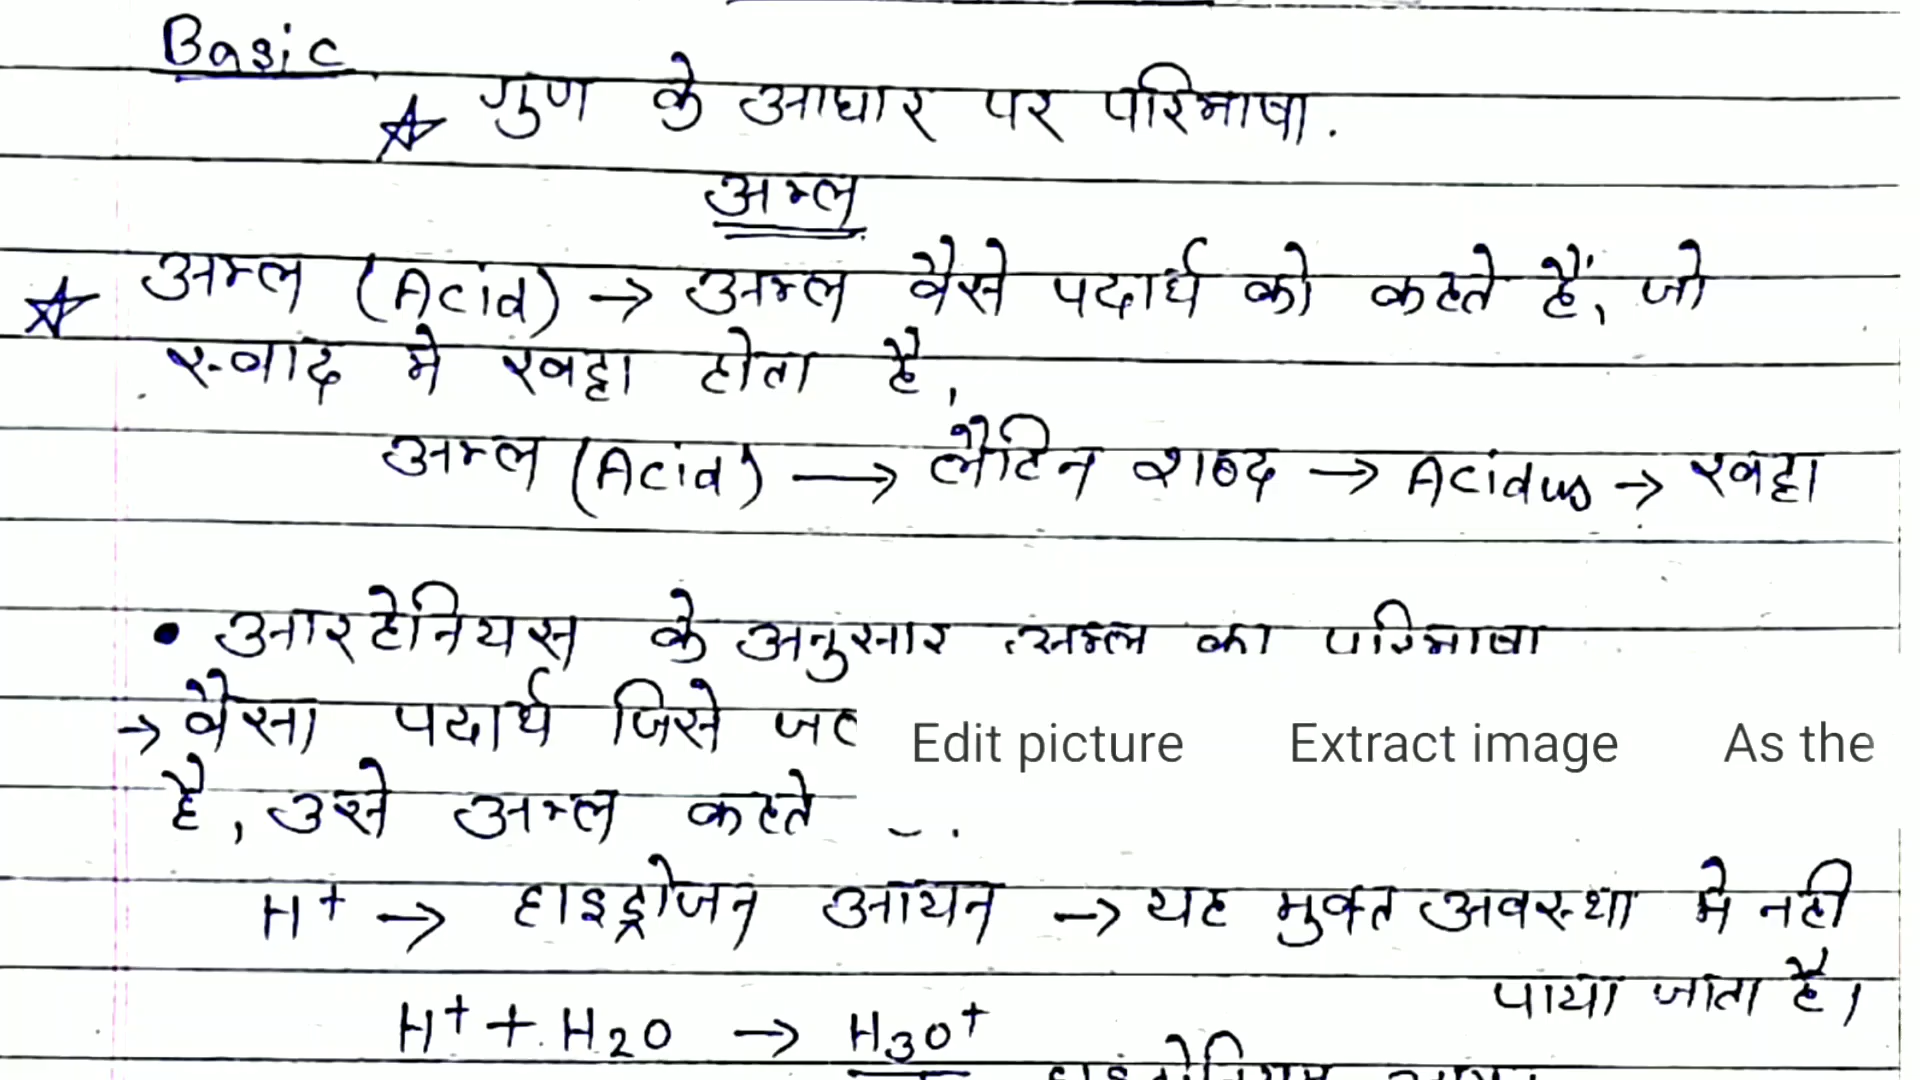 Basic
गुण के आधार पर परिभाषा.
अम्ल
अम्ल (Acid) → अम्ल वैसे पदार्थ को कहते हैं, जो
स्वाद मे खट्टा होता है,
अम्ल (Acid) → लैटिन शब्द → Acidus → खट्टा
• आरहेनियस के अनुसार अम्ल का परिभाषा
→ वैसा पदार्थ जिसे
Edit picture Extract image As the
है, उसे अम्ल कहते
H+ → हाइड्रोजन आयन → यह मुक्त अवस्था मे नही
पाया जाता है।
H+ + H2O → H3O+